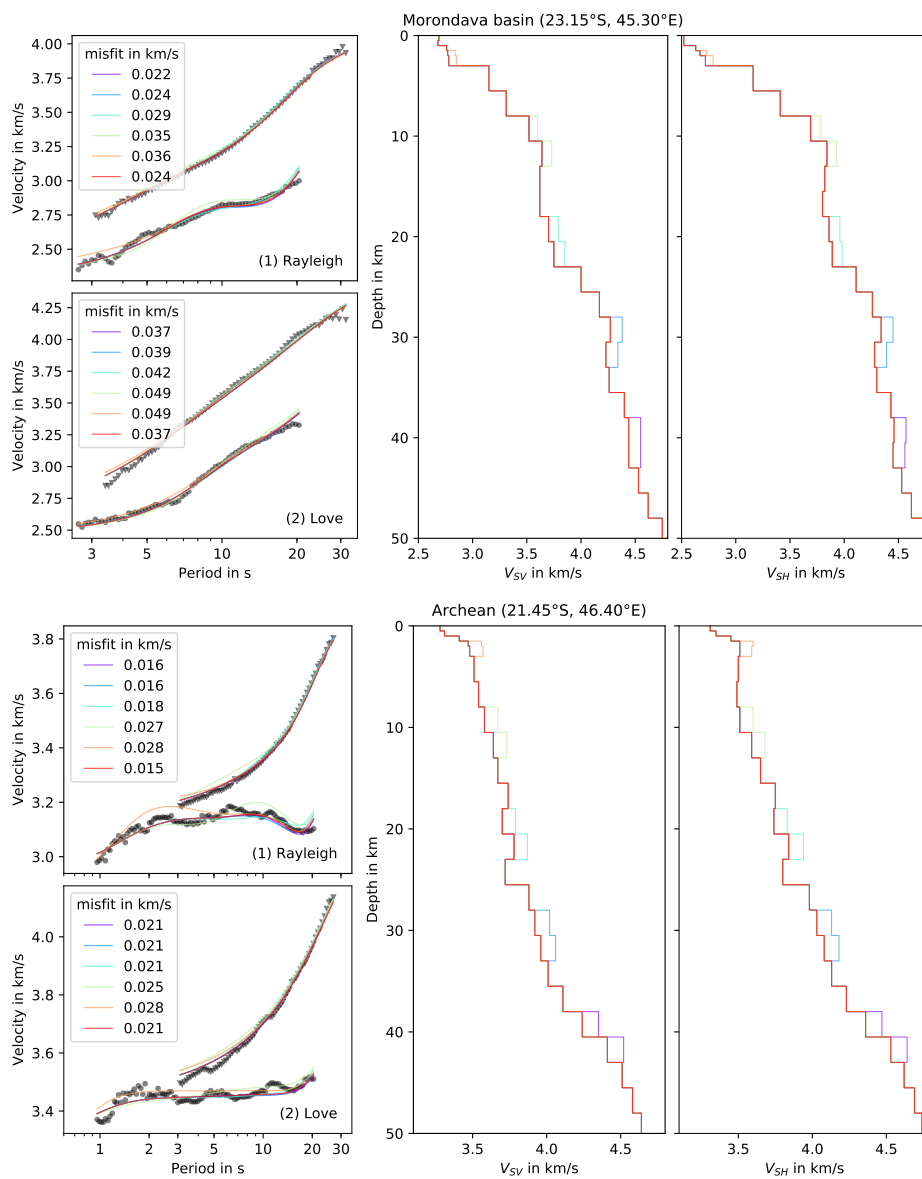 Morondava basin (23.15°S, 45.30°E)
Velocity in km/s
4.00
3.75
3.50
3.25
3.00
2.75
2.50
misfit in km/s
0.022
0.024
0.029
0.035
0.036
0.024
(1) Rayleigh
Velocity in km/s
4.25
4.00
3.75
3.50
3.25
3.00
2.75
2.50
misfit in km/s
0.037
0.039
0.042
0.049
0.049
0.037
(2) Love
3 5 10 20 30
Period in s
Depth in km
0
10
20
30
40
50
2.5 3.0 3.5 4.0 4.5
V_SV in km/s
2.5 3.0 3.5 4.0 4.5
V_SH in km/s
Archean (21.45°S, 46.40°E)
Velocity in km/s
3.8
3.6
3.4
3.2
3.0
misfit in km/s
0.016
0.016
0.018
0.027
0.028
0.015
(1) Rayleigh
Velocity in km/s
4.0
3.8
3.6
3.4
misfit in km/s
0.021
0.021
0.021
0.025
0.028
0.021
(2) Love
1 2 3 5 10 20 30
Period in s
Depth in km
0
10
20
30
40
50
3.5 4.0 4.5
V_SV in km/s
3.5 4.0 4.5
V_SH in km/s